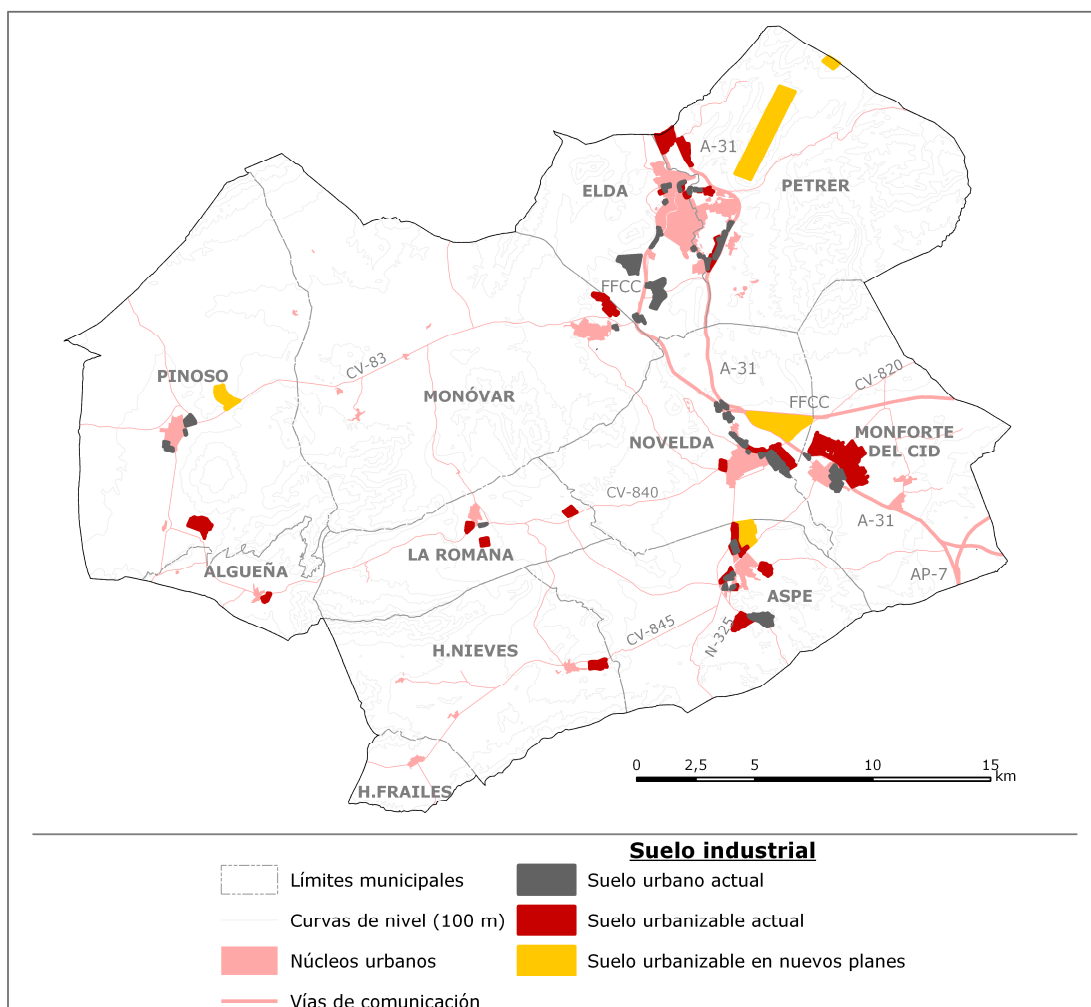 A-31
ELDA
PETRER
FFCC
CV-83
PINOSO
A-31
CV-820
MONÓVAR
FFCC
NOVELDA
MONFORTE
DEL CID
CV-840
A-31
LA ROMANA
ALGUEÑA
AP-7
ASPE
CV-845
N-325
H.NIEVES
H.FRAILES
0 2,5 5 10 15
km
Suelo industrial
Límites municipales
Suelo urbano actual
Curvas de nivel (100 m)
Suelo urbanizable actual
Núcleos urbanos
Suelo urbanizable en nuevos planes
Vías de comunicación